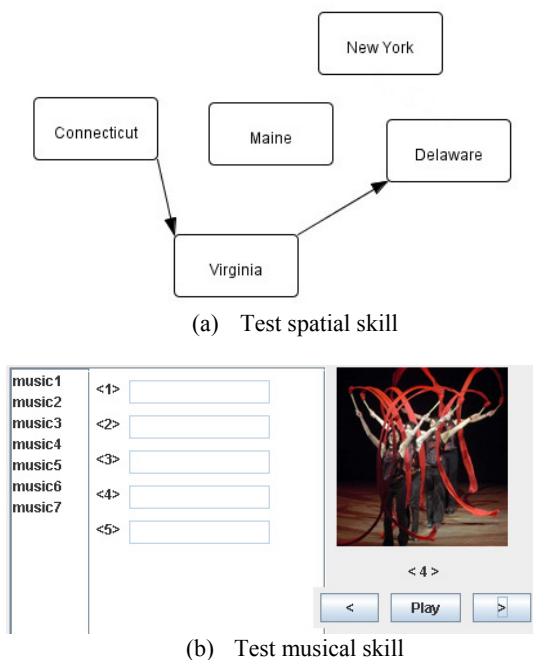 New York
Connecticut
Maine
Delaware
Virginia
(a) Test spatial skill
music1
music2
music3
music4
music5
music6
music7
<1>
<2>
<3>
<4>
<5>
< 4 >
< Play >
(b) Test musical skill